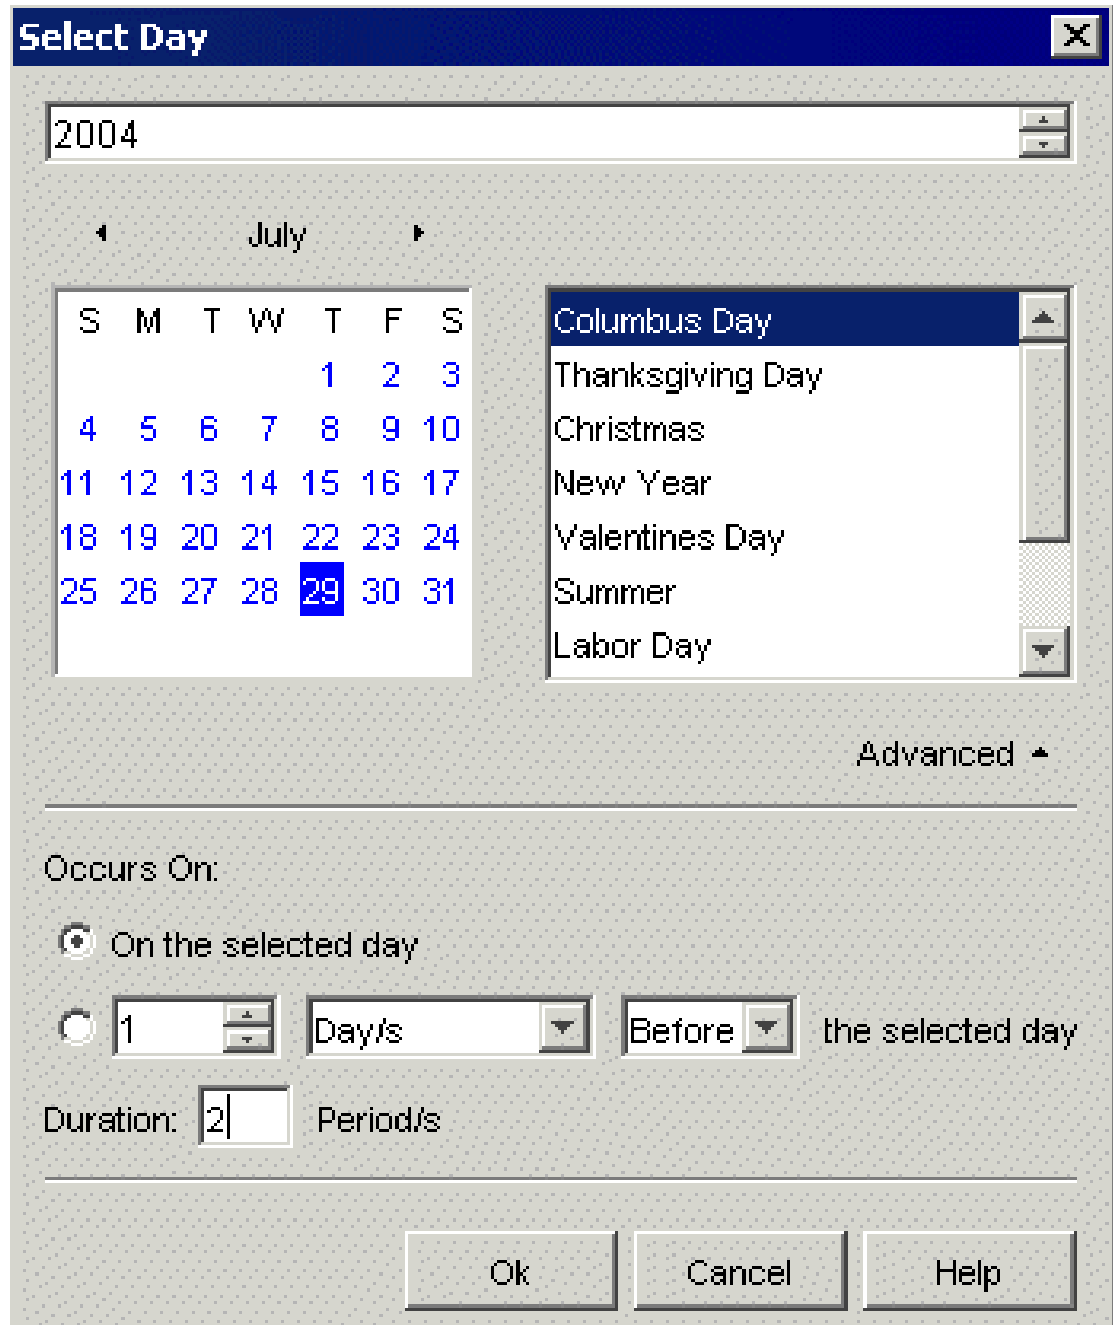 Select Day
2004
July
S M T W T F S
1 2 3
4 5 6 7 8 9 10
11 12 13 14 15 16 17
18 19 20 21 22 23 24
25 26 27 28 29 30 31
Columbus Day
Thanksgiving Day
Christmas
New Year
Valentines Day
Summer
Labor Day
Advanced
Occurs On:
On the selected day
1 Day/s Before the selected day
Duration: 2 Period/s
Ok Cancel Help